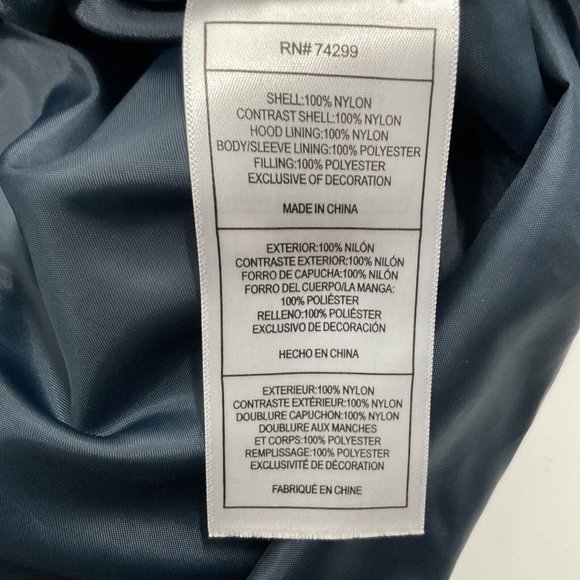 RN# 74299
SHELL:100% NYLON
CONTRAST SHELL:100% NYLON
HOOD LINING:100% NYLON
BODY/SLEEVE LINING:100% POLYESTER
FILLING:100% POLYESTER
EXCLUSIVE OF DECORATION
MADE IN CHINA
EXTERIOR:100% NILÓN
CONTRASTE EXTERIOR:100% NILÓN
FORRO DE CAPUCHA:100% NILÓN
FORRO DEL CUERPO/LA MANGA:
100% POLIÉSTER
RELLENO:100% POLIÉSTER
EXCLUSIVO DE DECORACIÓN
HECHO EN CHINA
EXTERIEUR:100% NYLON
CONTRASTE EXTÉRIEUR:100% NYLON
DOUBLURE CAPUCHON:100% NYLON
DOUBLURE AUX MANCHES
ET CORPS:100% POLYESTER
REMPLISSAGE:100% POLYESTER
EXCLUSIVITÉ DE DÉCORATION
FABRIQUÉ EN CHINE